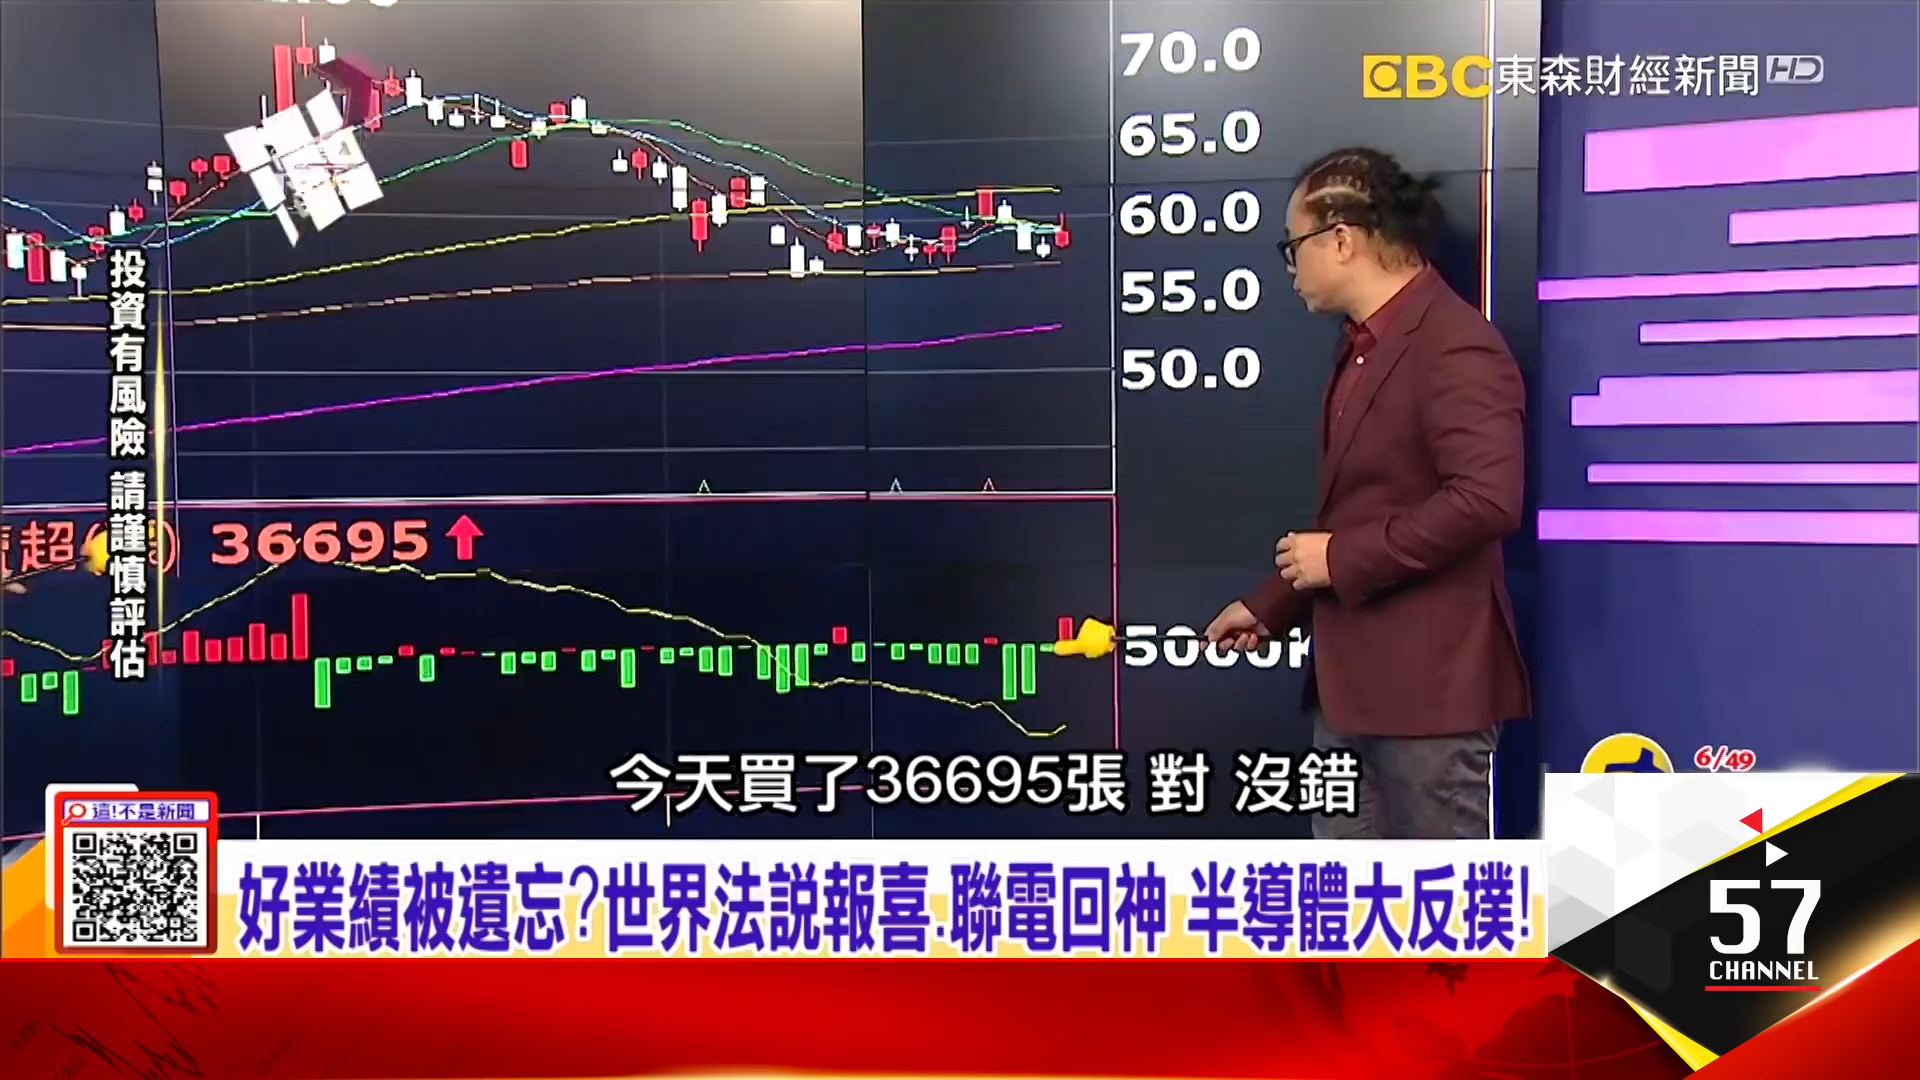 70.0
EBC東森財經新聞HD
65.0
60.0
55.0
50.0
投資有風險 請謹慎評估
超(張) 36695
5000K
今天買了36695張 對 沒錯
6/49
這!不是新聞
好業績被遺忘?世界法說報喜.聯電回神 半導體大反撲!
57
CHANNEL